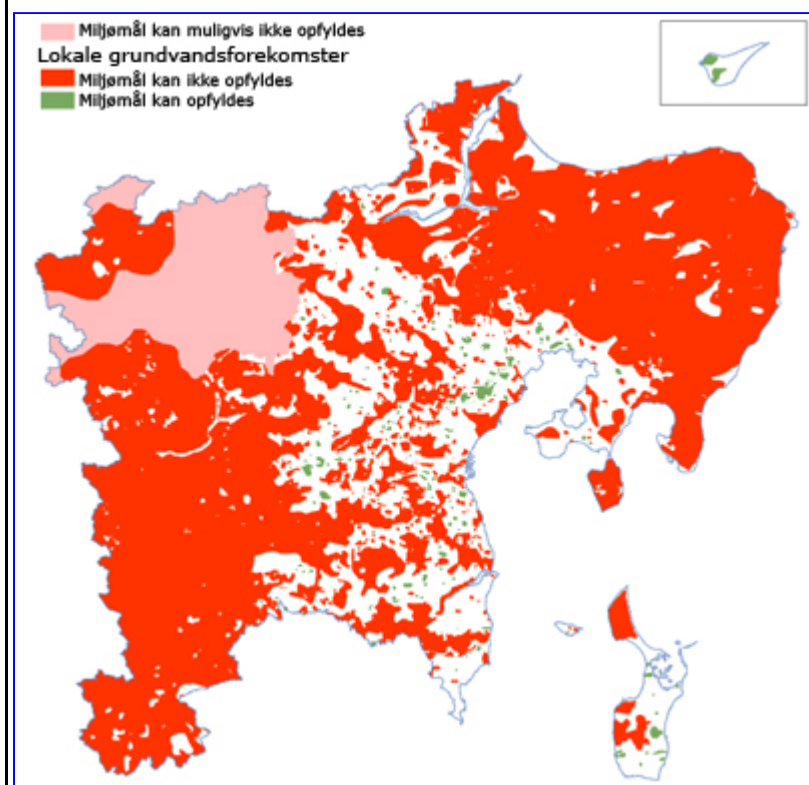 Miljømål kan muligvis ikke opfyldes
Lokale grundvandsforekomster
Miljømål kan ikke opfyldes
Miljømål kan opfyldes